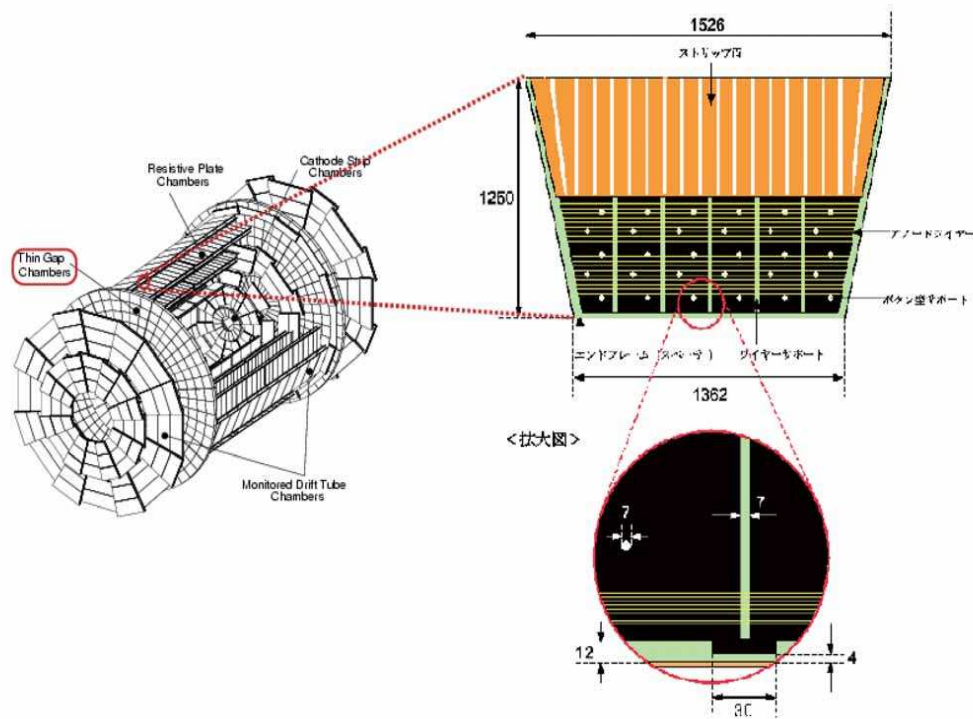 1526
ストリップ面
Resistive Plate
Chambers
Cathode Strip
Chambers
1250
Thin Gap
Chambers
アノードワイヤー
ボタン型サポート
エンドフレーム (スペーサ)
ワイヤーサポート
1362
<拡大図>
Monitored Drift Tube
Chambers
7
7
12
4
30